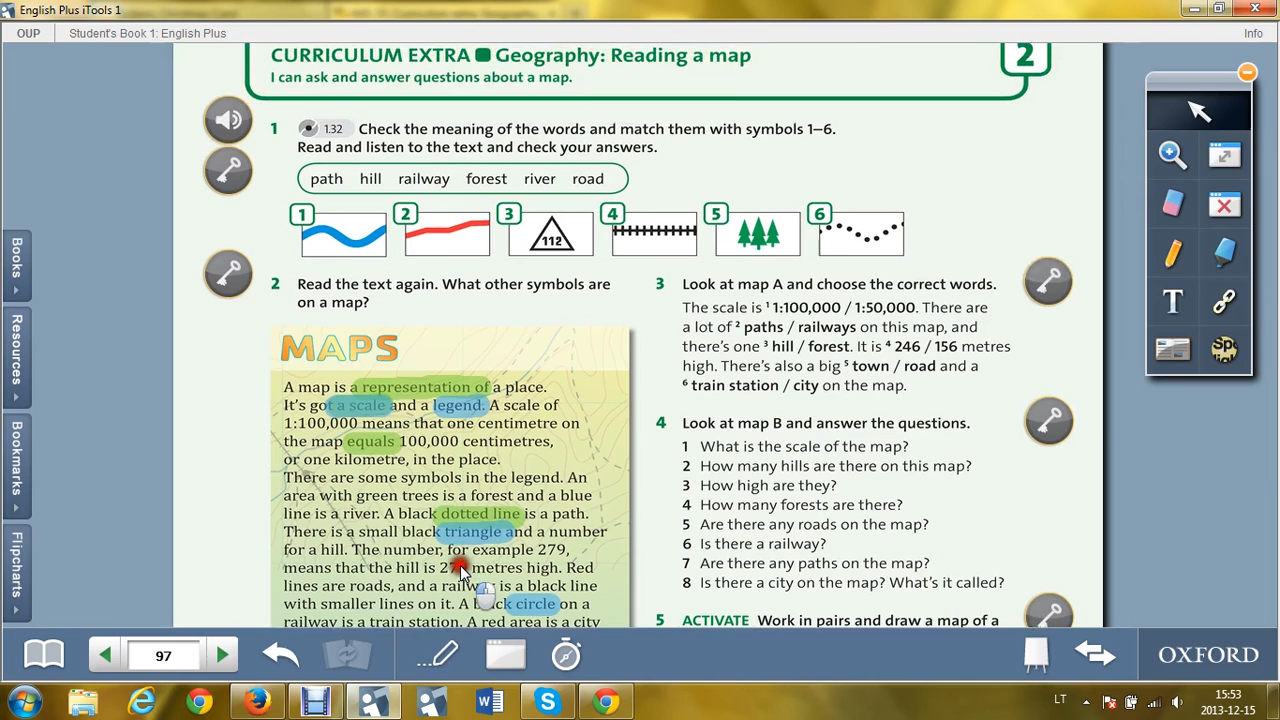 English Plus iTools 1
OUP Student's Book 1: English Plus Info
CURRICULUM EXTRA Geography: Reading a map
I can ask and answer questions about a map.
2
1 1.32 Check the meaning of the words and match them with symbols 1–6.
Read and listen to the text and check your answers.
path hill railway forest river road
1 2 3 4 5 6
112
2 Read the text again. What other symbols are
on a map?
MAPS
A map is a representation of a place.
It's got a scale and a legend. A scale of
1:100,000 means that one centimetre on
the map equals 100,000 centimetres,
or one kilometre, in the place.
There are some symbols in the legend. An
area with green trees is a forest and a blue
line is a river. A black dotted line is a path.
There is a small black triangle and a number
for a hill. The number, for example 279,
means that the hill is metres high. Red
lines are roads, and a railway is a black line
with smaller lines on it. A black circle on a
railway is a train station. A red area is a city
3 Look at map A and choose the correct words.
The scale is 1 1:100,000 / 1:50,000. There are
a lot of 2 paths / railways on this map, and
there's one 3 hill / forest. It is 4 246 / 156 metres
high. There's also a big 5 town / road and a
6 train station / city on the map.
4 Look at map B and answer the questions.
1 What is the scale of the map?
2 How many hills are there on this map?
3 How high are they?
4 How many forests are there?
5 Are there any roads on the map?
6 Is there a railway?
7 Are there any paths on the map?
8 Is there a city on the map? What's it called?
5 ACTIVATE Work in pairs and draw a map of a
Books
Resources
Bookmarks
Flipcharts
T
Sp
97
OXFORD
LT
15:53
2013-12-15